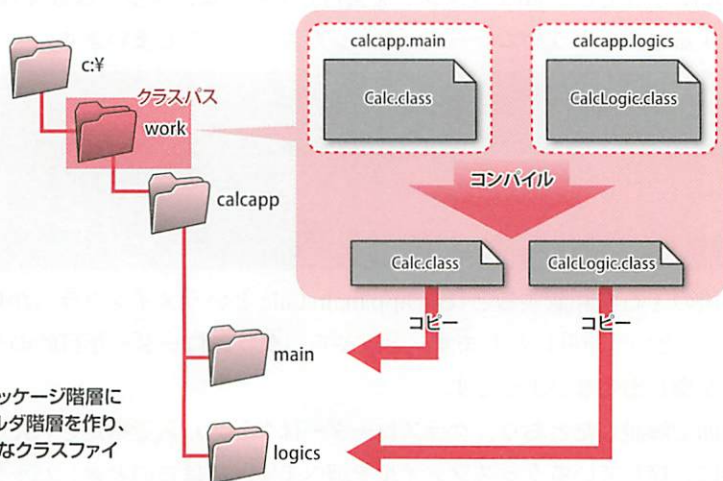 c:¥
クラスパス
work
calcapp
main
logics
calcapp.main
Calc.class
calcapp.logics
CalcLogic.class
コンパイル
Calc.class
CalcLogic.class
コピー
コピー
ッケージ階層に
ルダ階層を作り、
なクラスファイ